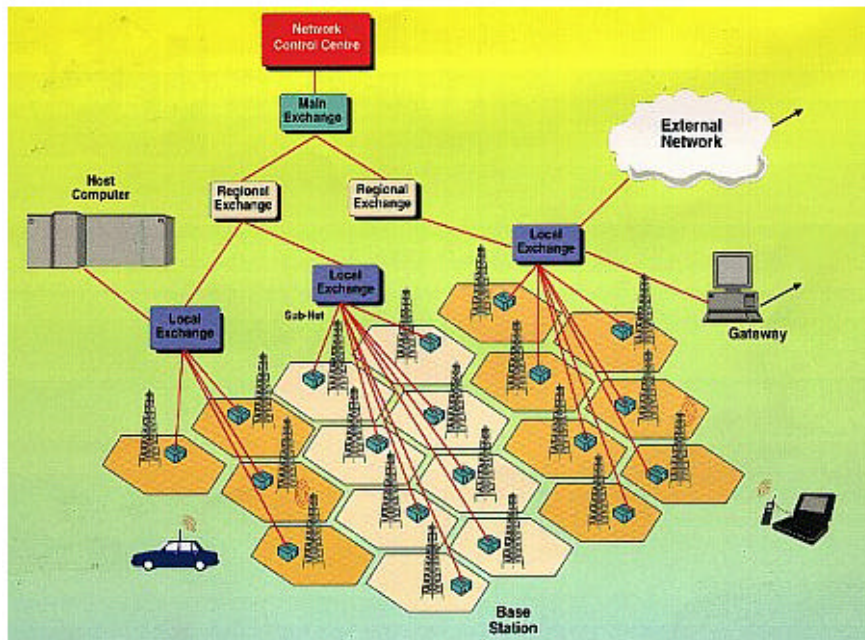 Network
Control Centre
Main
Exchange
External
Network
Host
Computer
Regional
Exchange
Regional
Exchange
Local
Exchange
Local
Exchange
Sub-Net
Local
Exchange
Gateway
Base
Station